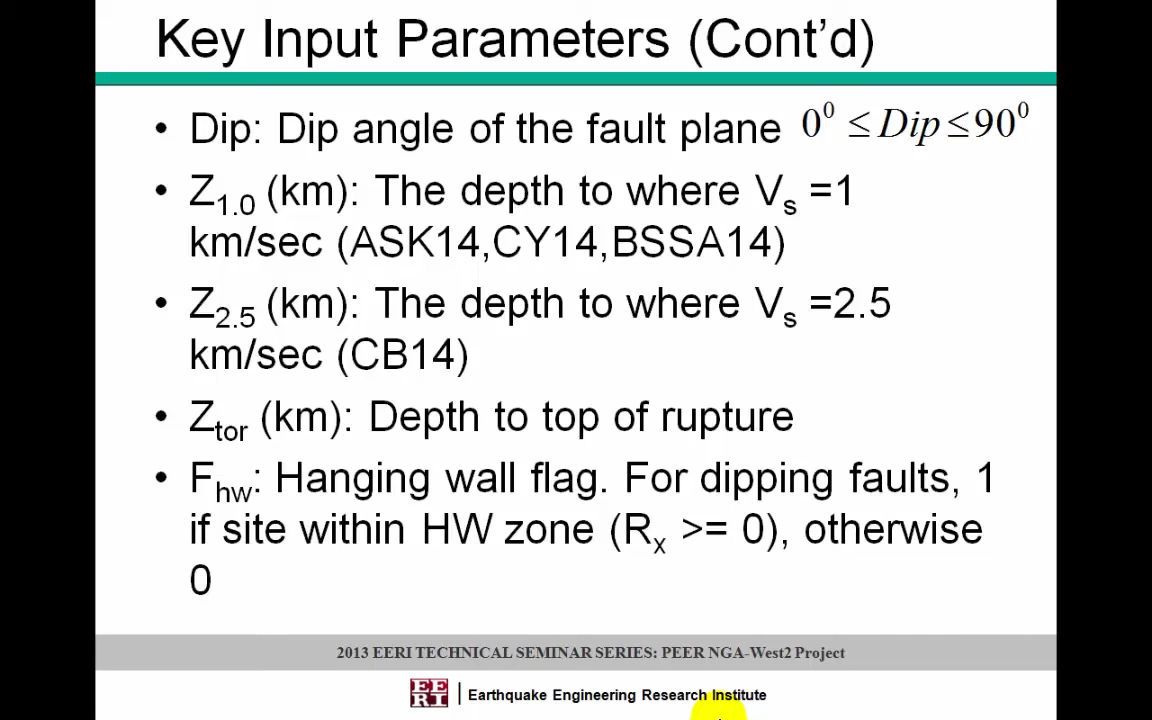 Key Input Parameters (Cont’d)
• Dip: Dip angle of the fault plane 0⁰ ≤ Dip ≤ 90⁰
• Z₁.₀ (km): The depth to where Vₛ =1
km/sec (ASK14,CY14,BSSA14)
• Z₂.₅ (km): The depth to where Vₛ =2.5
km/sec (CB14)
• Zₜₒᵣ (km): Depth to top of rupture
• F_hw: Hanging wall flag. For dipping faults, 1
if site within HW zone (Rₓ >= 0), otherwise
0
2013 EERI TECHNICAL SEMINAR SERIES: PEER NGA-West2 Project
EERI | Earthquake Engineering Research Institute